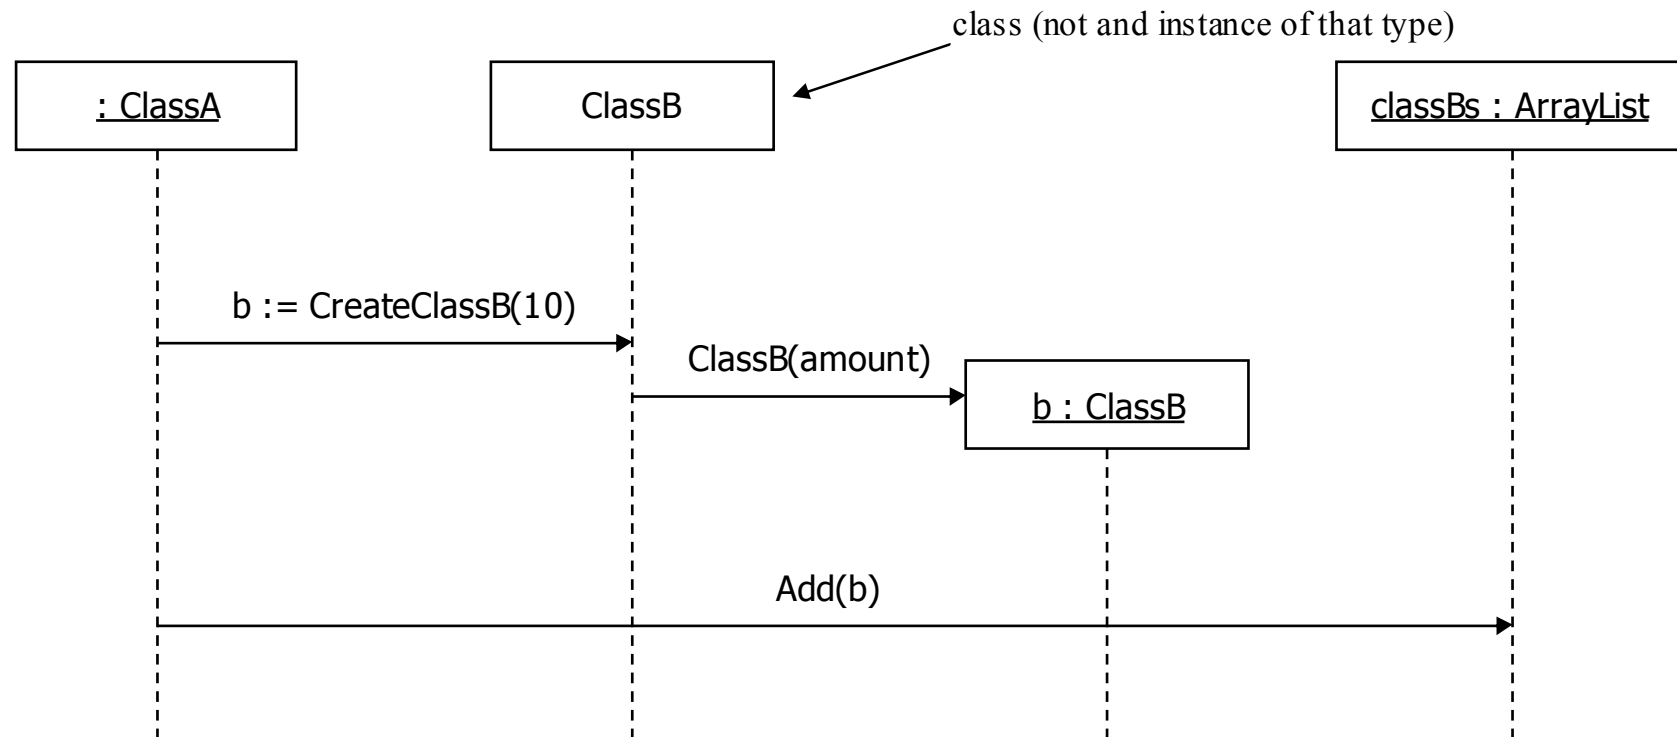 class (not and instance of that type)
: ClassA
ClassB
classBs : ArrayList
b := CreateClassB(10)
ClassB(amount)
b : ClassB
Add(b)